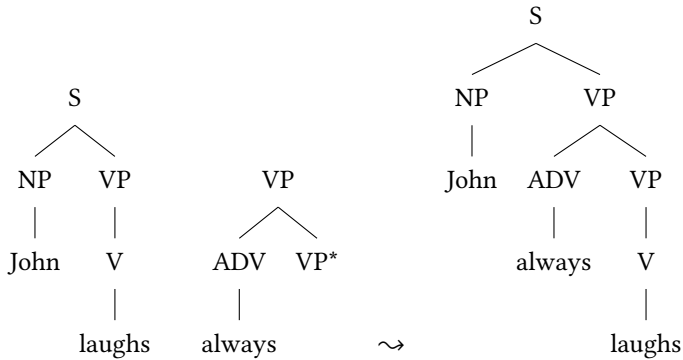 S
NP VP
S
John ADV VP
NP VP VP
always V
John V ADV VP*
laughs always ⤳ laughs